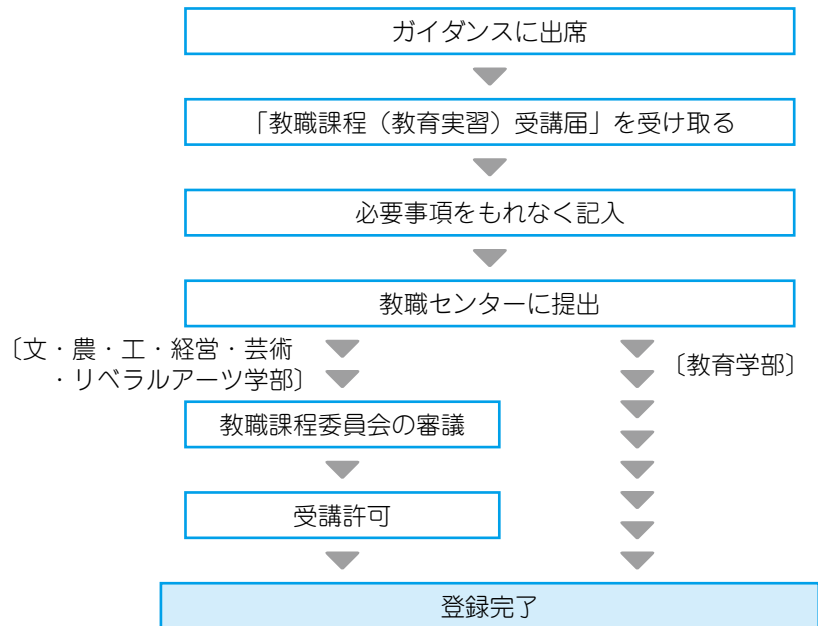 ガイダンスに出席
「教職課程（教育実習）受講届」を受け取る
必要事項をもれなく記入
教職センターに提出
〔文・農・工・経営・芸術
・リベラルアーツ学部〕
〔教育学部〕
教職課程委員会の審議
受講許可
登録完了